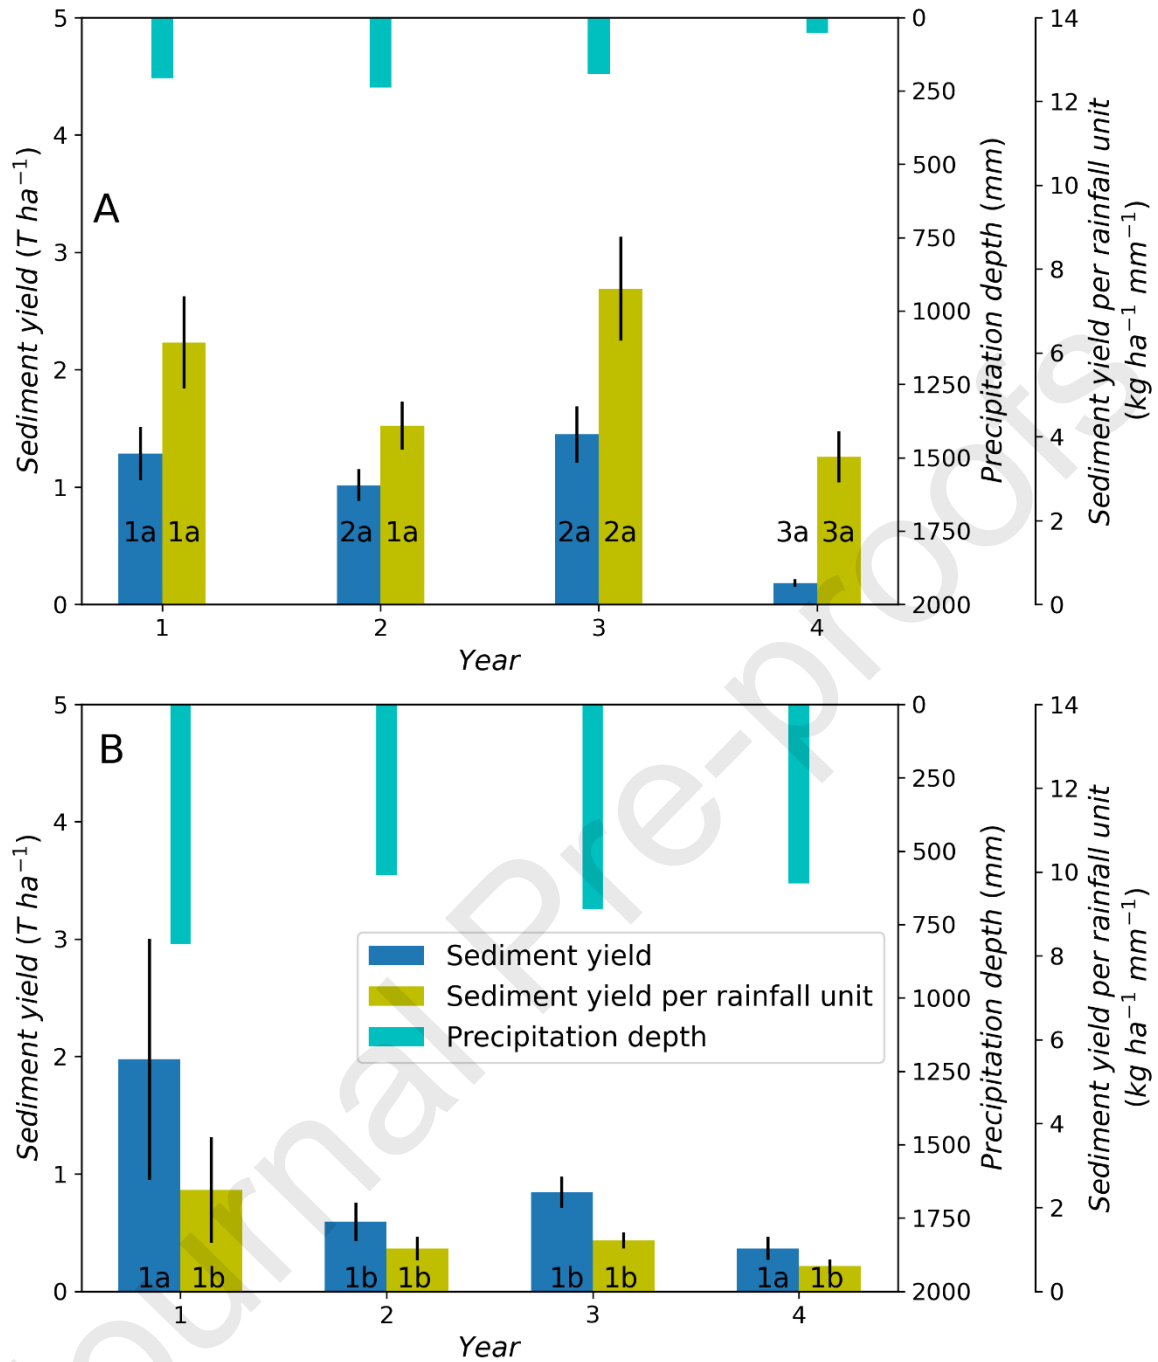 5
4
3
2
1
0
Sediment yield (T ha⁻¹)
A
1a 1a
2a 1a
2a 2a
3a 3a
1 2 3 4
Year
0
250
500
750
1000
1250
1500
1750
2000
Precipitation depth (mm)
14
12
10
8
6
4
2
0
Sediment yield per rainfall unit
(kg ha⁻¹ mm⁻¹)
5
4
3
2
1
0
Sediment yield (T ha⁻¹)
B
Sediment yield
Sediment yield per rainfall unit
Precipitation depth
1a 1b
1b 1b
1b 1b
1a 1b
1 2 3 4
Year
0
250
500
750
1000
1250
1500
1750
2000
Precipitation depth (mm)
14
12
10
8
6
4
2
0
Sediment yield per rainfall unit
(kg ha⁻¹ mm⁻¹)
Journal Pre-proofs